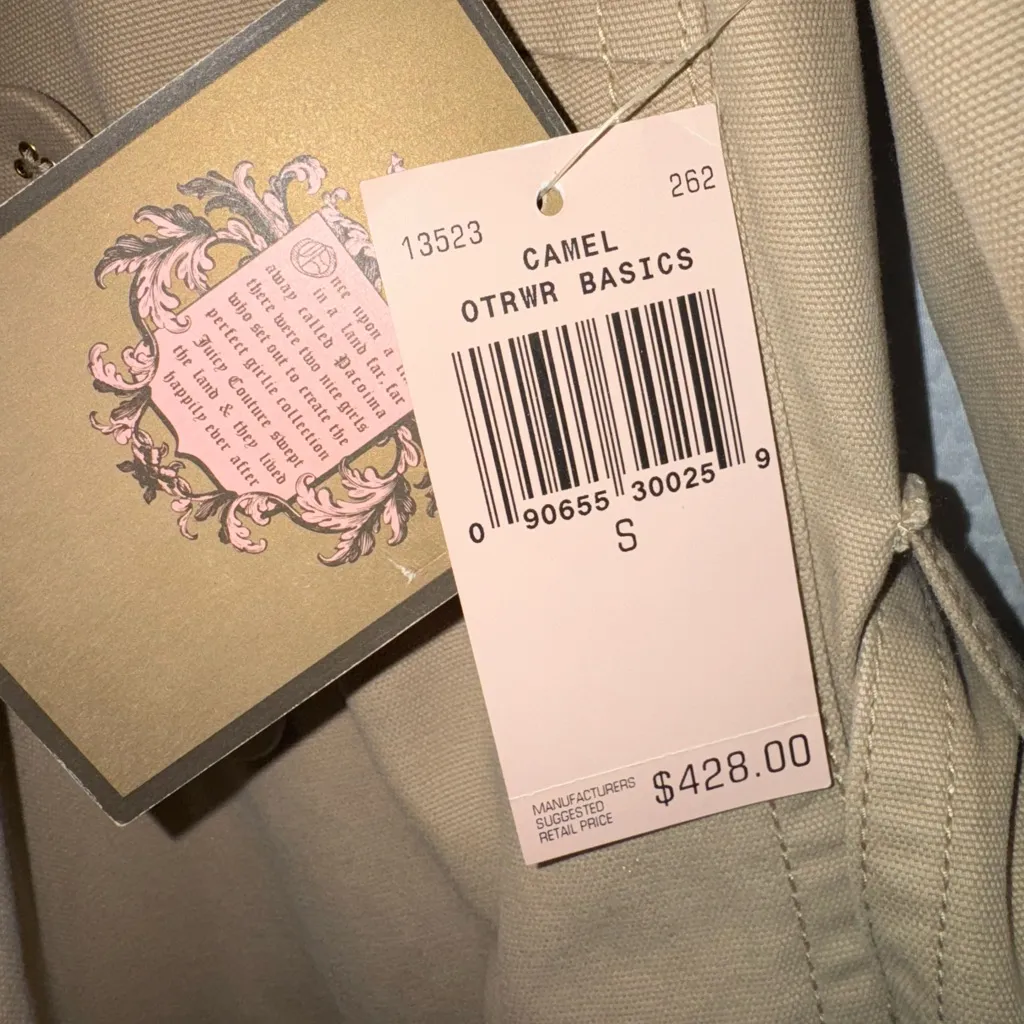 Once upon a ti
in a land far, far
away called Pacoima
there were two nice girls
who set out to create the
perfect girlie collection
Juicy Couture swept
the land & they lived
happily ever after
13523
262
CAMEL
OTRWR BASICS
0 90655 30025 9
S
MANUFACTURERS
SUGGESTED
RETAIL PRICE
$428.00